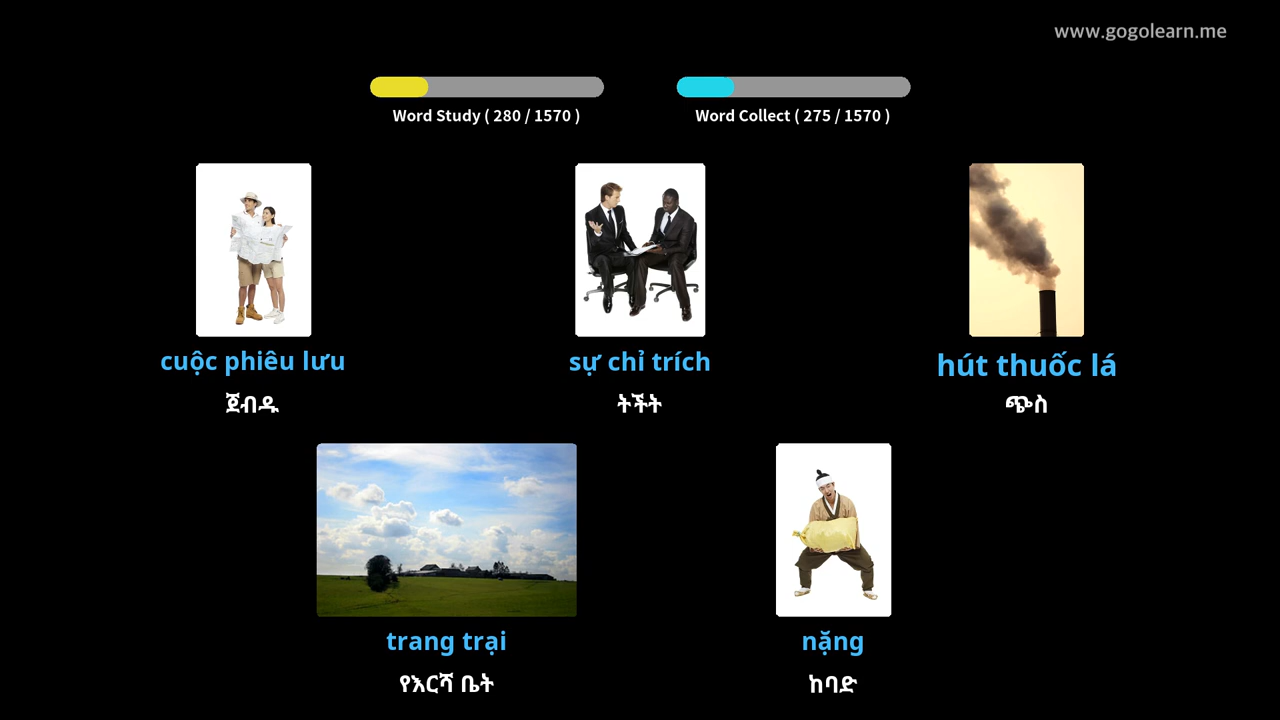 www.gogolearn.me
Word Study ( 280 / 1570 )
Word Collect ( 275 / 1570 )
cuộc phiêu lưu
ጀብዱ
sự chỉ trích
ትችት
hút thuốc lá
ጭስ
trang trại
የእርሻ ቤት
nặng
ከባድ